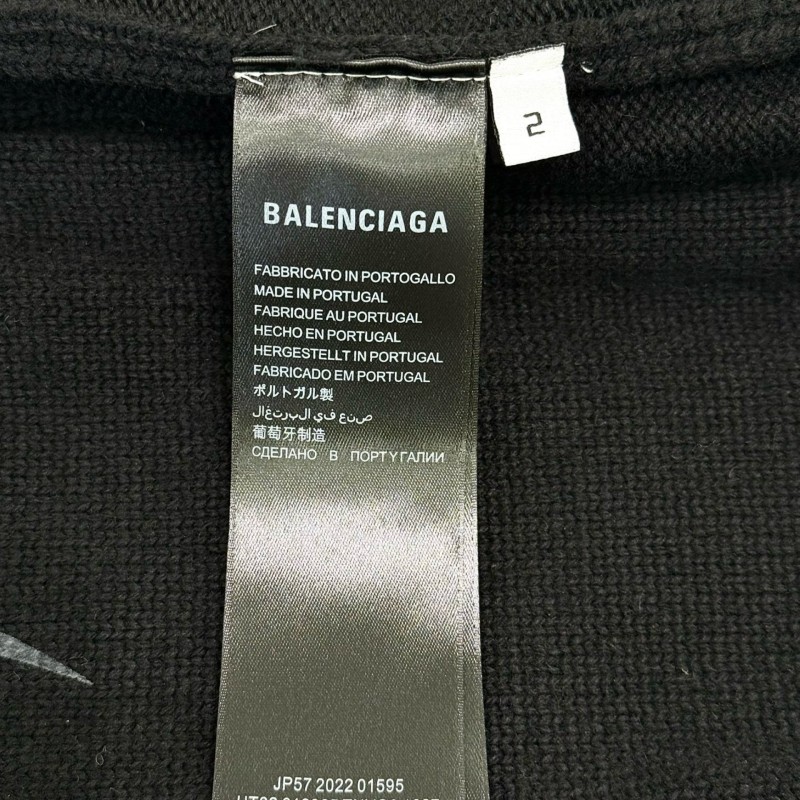 2
BALENCIAGA
FABBRICATO IN PORTOGALLO
MADE IN PORTUGAL
FABRIQUE AU PORTUGAL
HECHO EN PORTUGAL
HERGESTELLT IN PORTUGAL
FABRICADO EM PORTUGAL
ポルトガル製
صنع في البرتغال
葡萄牙制造
СДЕЛАНО В ПОРТУГАЛИИ
JP57 2022 01595